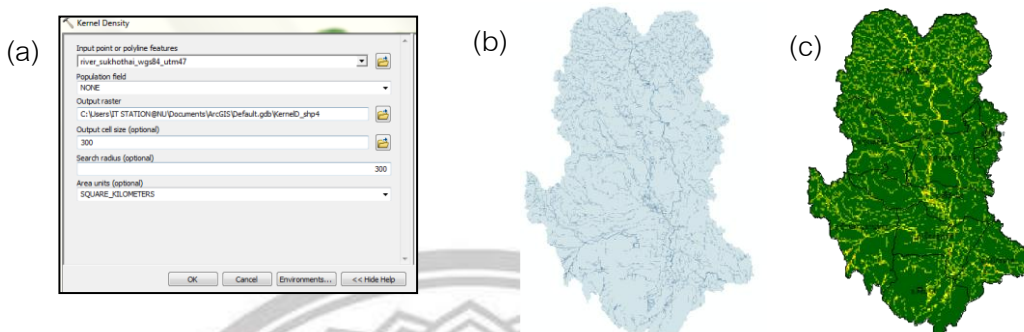 (a)
Kernel Density
Input point or polyline features
river_sukhothai_wgs84_utm47
Population field
NONE
Output raster
C:\Users\IT STATION@NU\Documents\ArcGIS\Default.gdb\KernelD_shp4
Output cell size (optional)
300
Search radius (optional)
300
Area units (optional)
SQUARE_KILOMETERS
OK
Cancel
Environments...
<< Hide Help
(b)
(c)